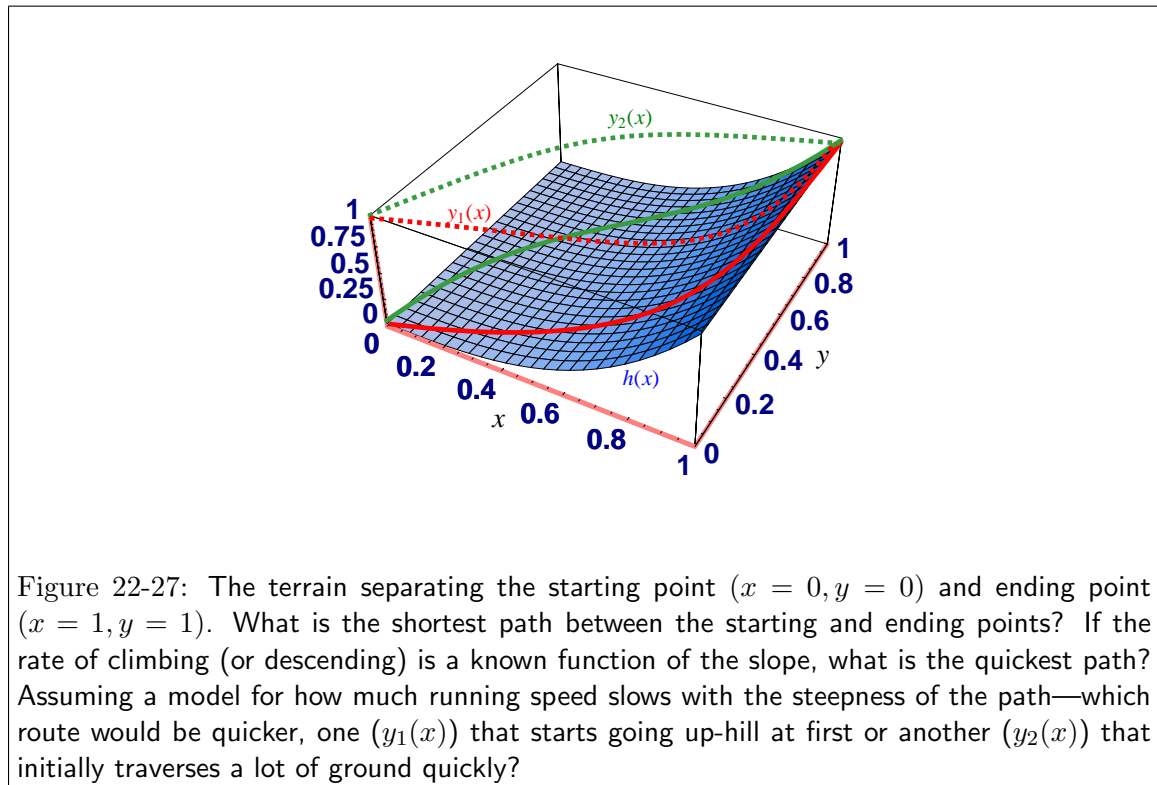 y₂(x)
y₁(x)
1
0.75
0.5
0.25
0
0
0.2
0.4
0.6
0.8
1
x
0
0.2
0.4
0.6
0.8
1
y
h(x)
Figure 22-27: The terrain separating the starting point (x = 0, y = 0) and ending point
(x = 1, y = 1). What is the shortest path between the starting and ending points? If the
rate of climbing (or descending) is a known function of the slope, what is the quickest path?
Assuming a model for how much running speed slows with the steepness of the path—which
route would be quicker, one (y₁(x)) that starts going up-hill at first or another (y₂(x)) that
initially traverses a lot of ground quickly?